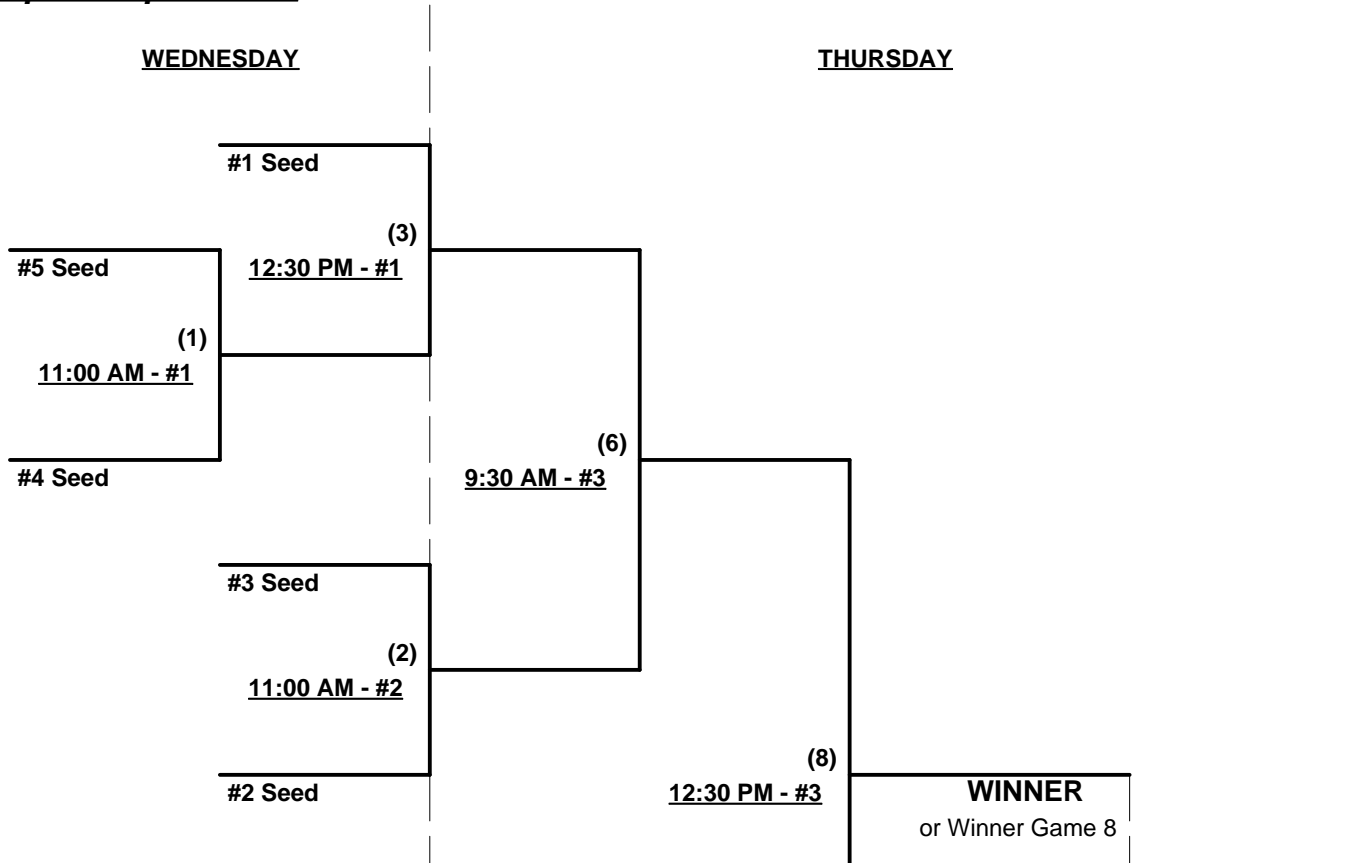 WEDNESDAY
THURSDAY
#1 Seed
(3)
#5 Seed
12:30 PM - #1
(1)
11:00 AM - #1
(6)
#4 Seed
9:30 AM - #3
#3 Seed
(2)
11:00 AM - #2
(8)
#2 Seed
12:30 PM - #3
WINNER
or Winner Game 8